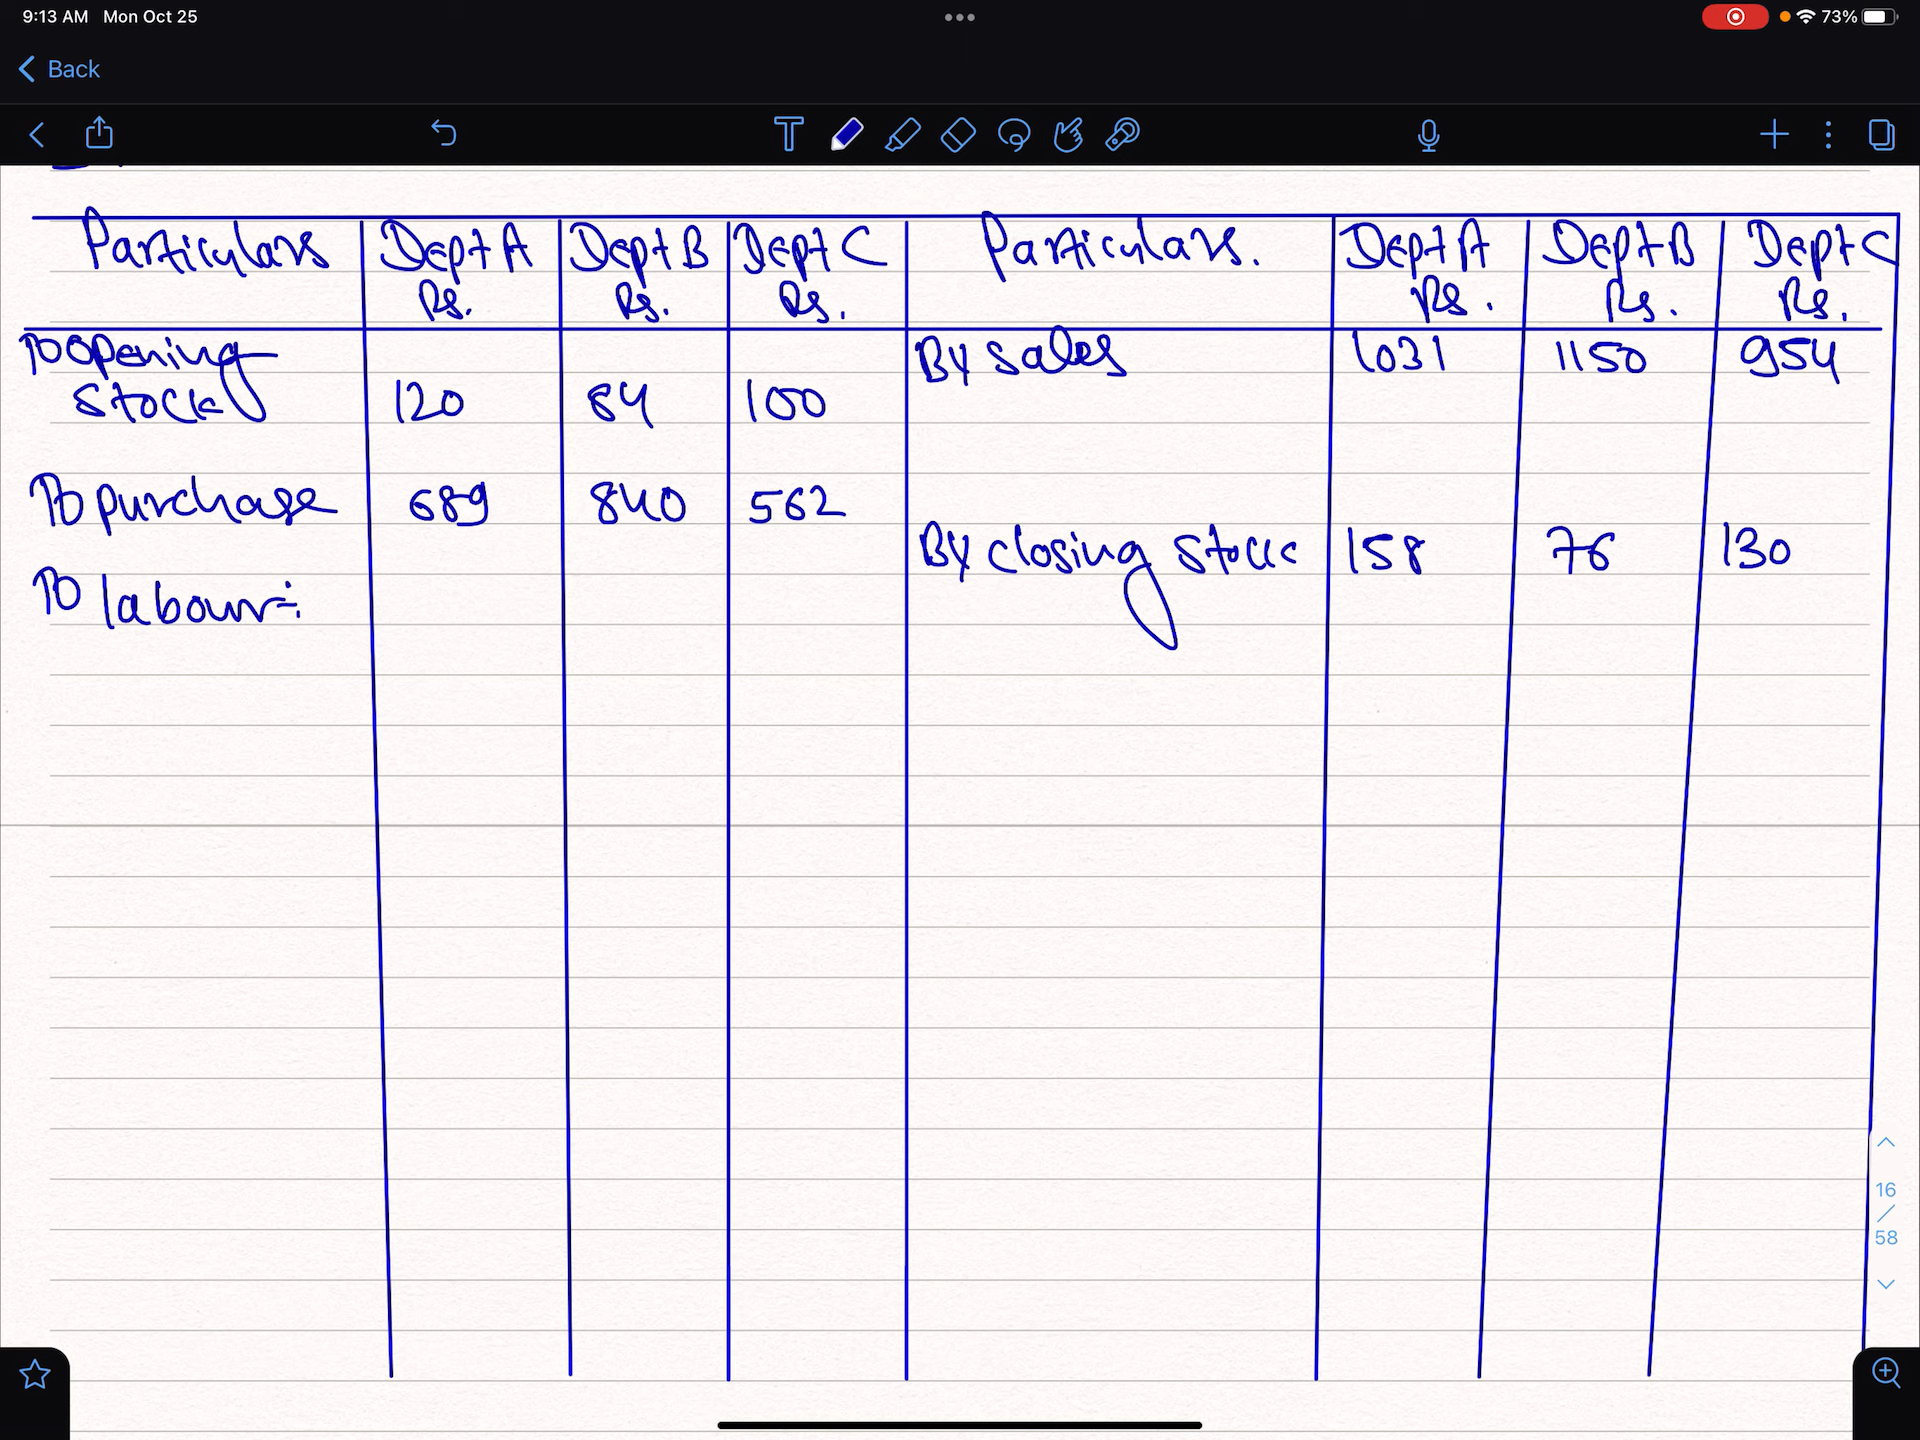 9:13 AM Mon Oct 25
73%
Back
Particulars Dept A Rs. Dept B Rs. Dept C Rs. Particulars. Dept A Rs. Dept B Rs. Dept C Rs.
To Opening By Sales 1031 1150 954
Stock 120 84 100
To purchase 689 840 562
By closing stock 158 76 130
To labour:
16
/
58